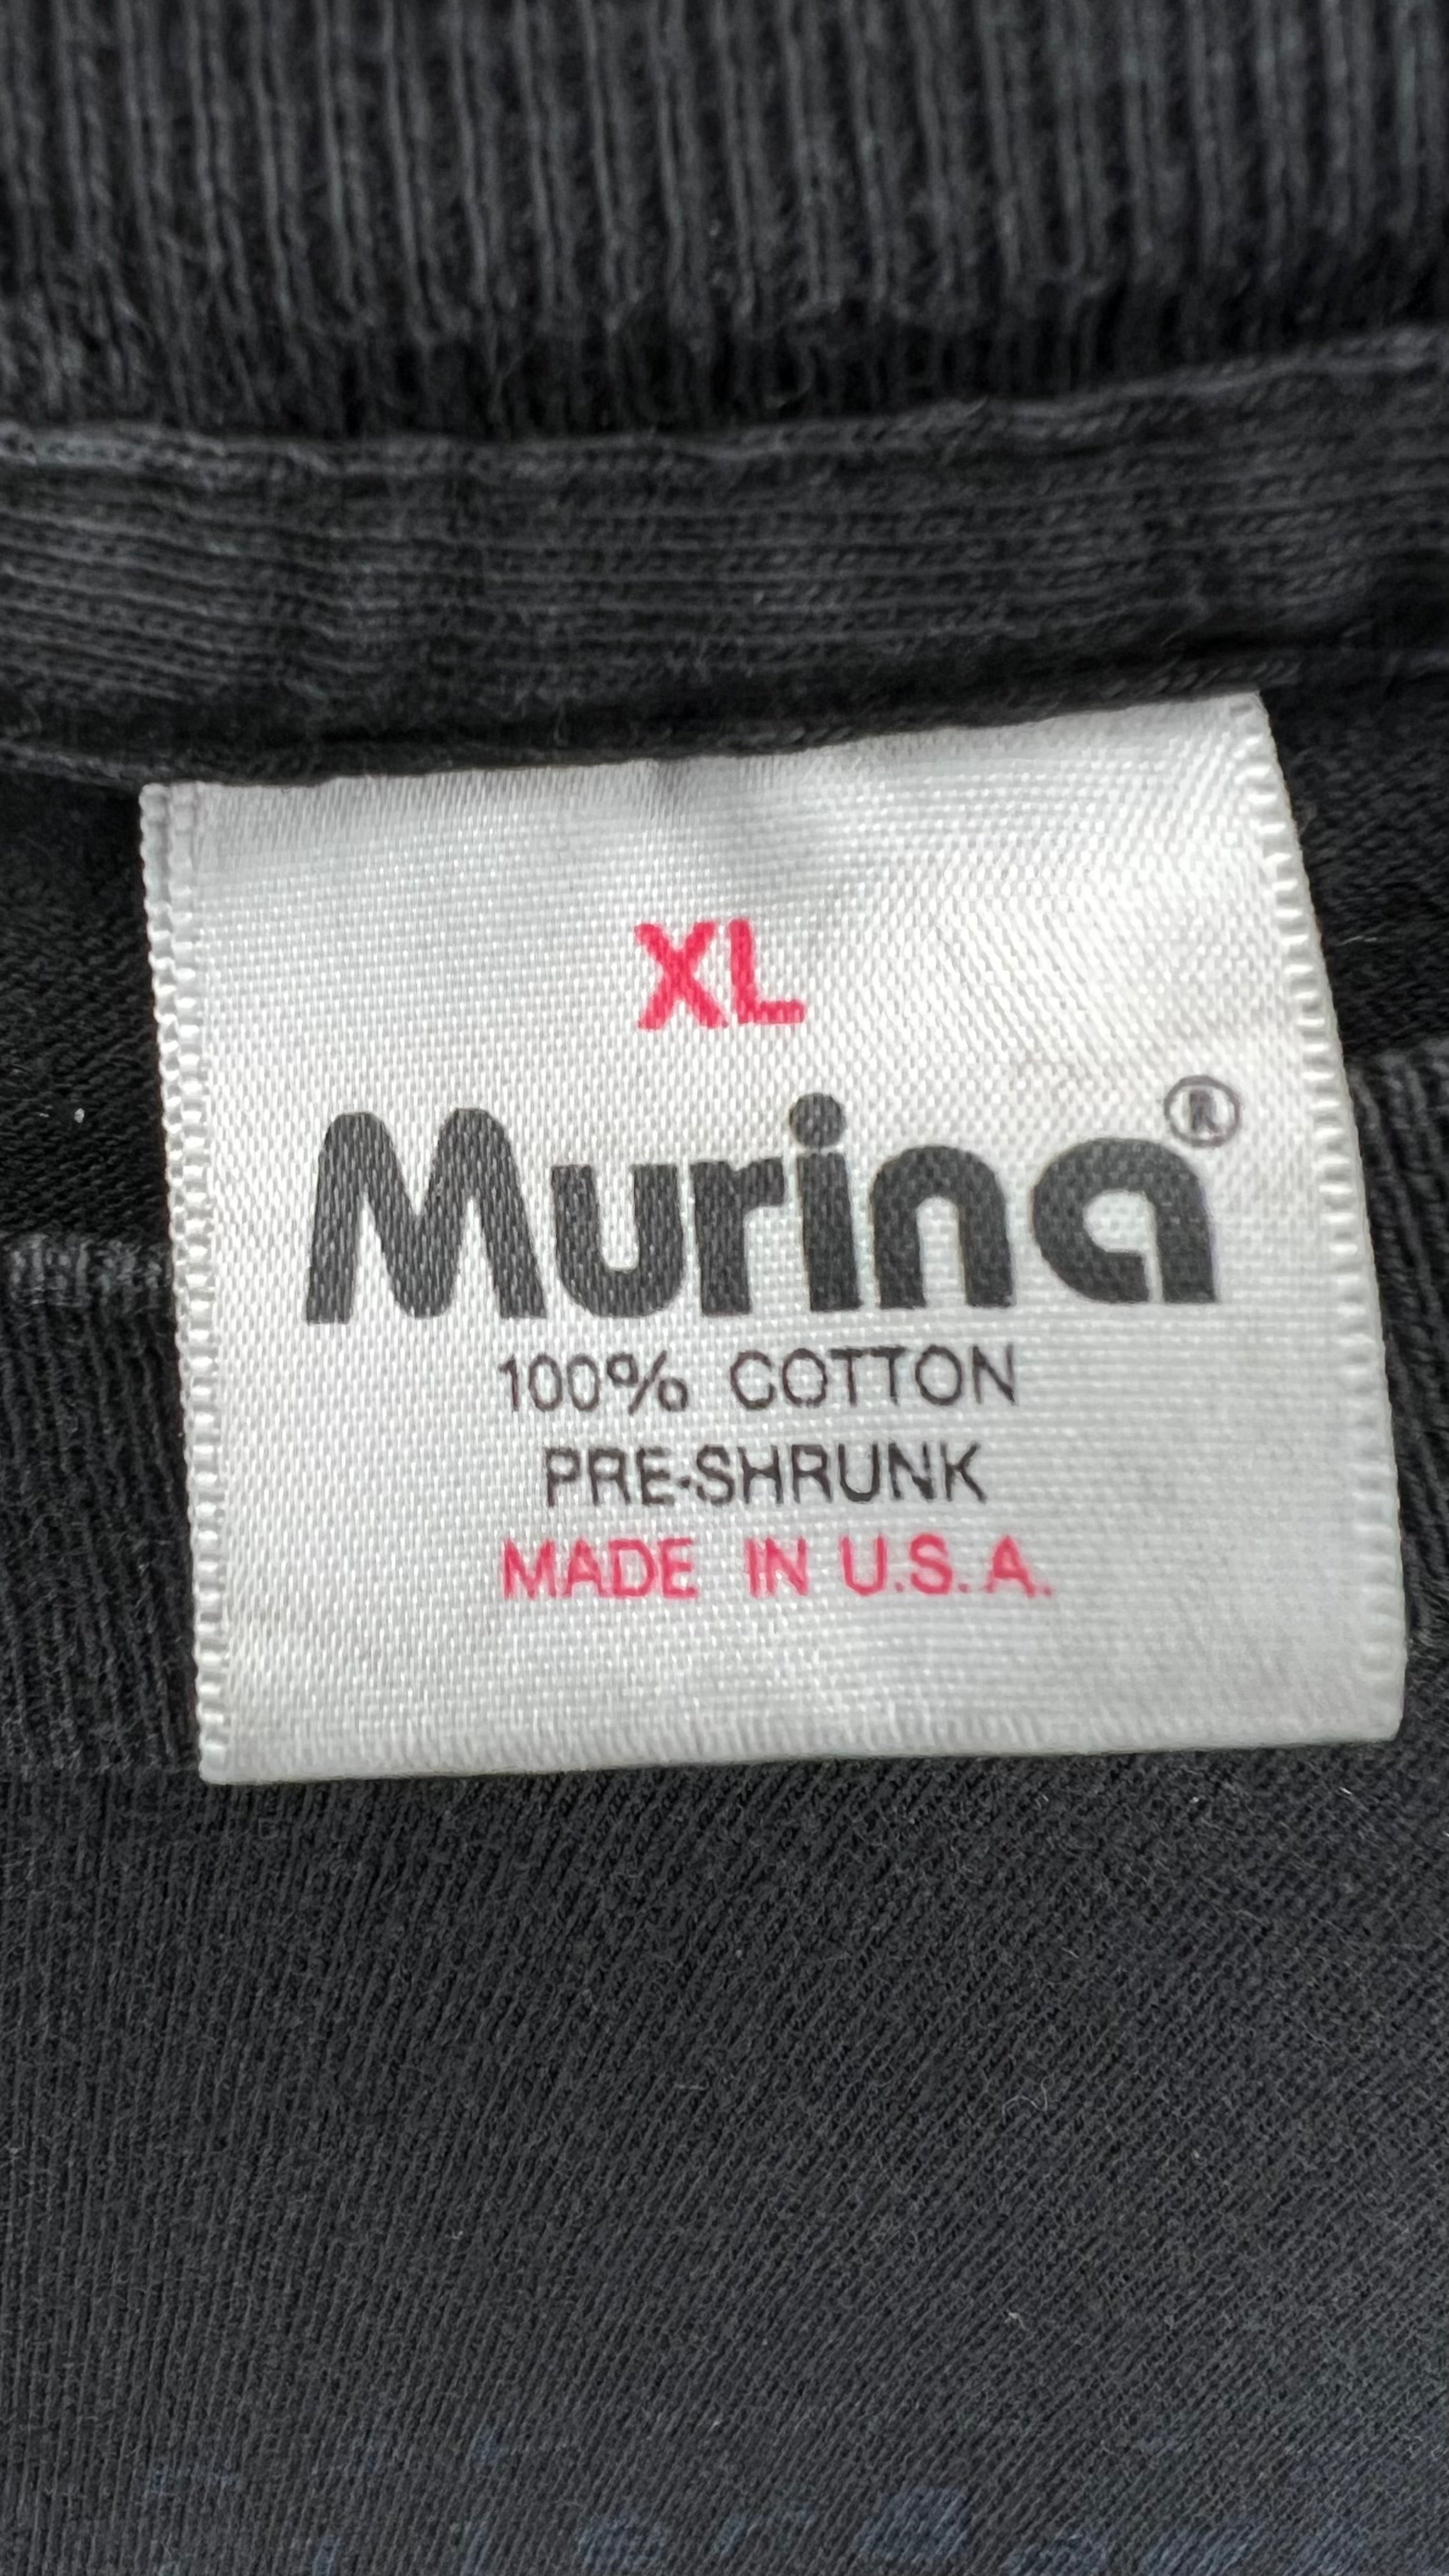 XL
Murina®
100% COTTON
PRE-SHRUNK
MADE IN U.S.A.